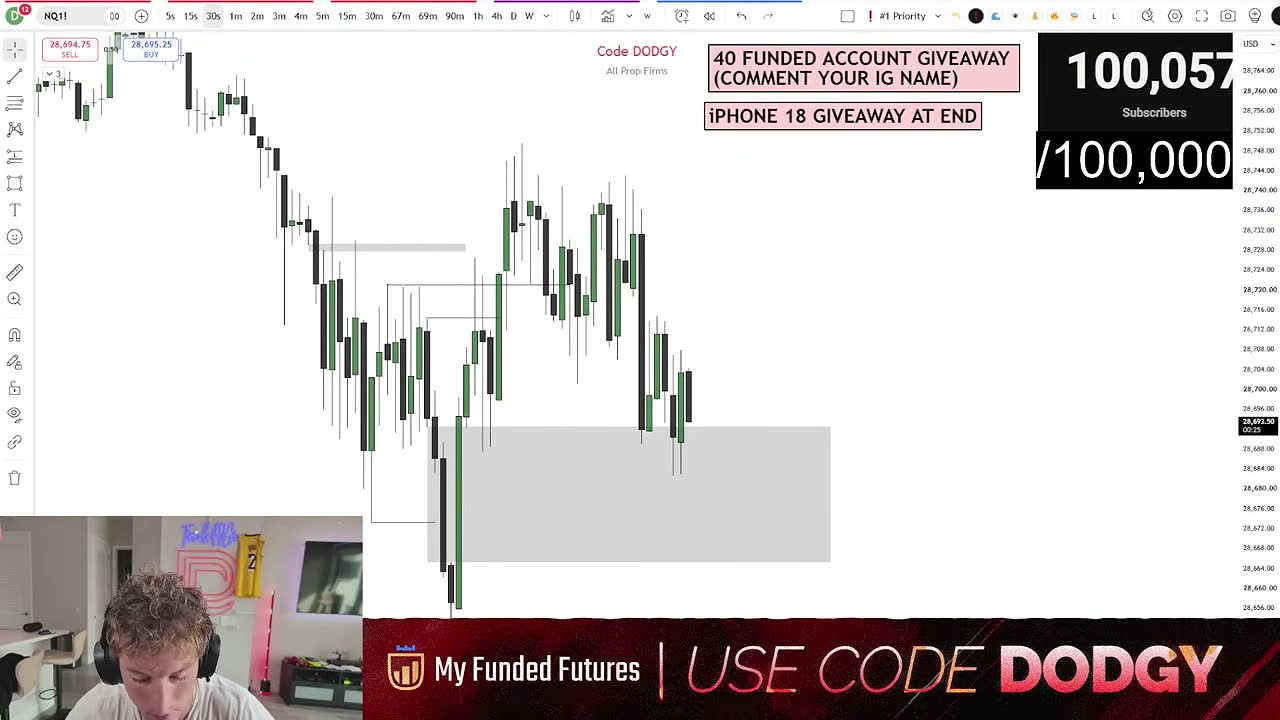 D
12
NQ1!
5s 15s 30s 1m 2m 3m 4m 5m 15m 30m 67m 69m 90m 1h 4h D W
#1 Priority
L L
28,694.75
SELL
28,695.25
BUY
3
Code DODGY
All Prop Firms
40 FUNDED ACCOUNT GIVEAWAY
(COMMENT YOUR IG NAME)
iPHONE 18 GIVEAWAY AT END
100,057
Subscribers
/100,000
USD
28,764.00
28,760.00
28,756.00
28,752.00
28,748.00
28,744.00
28,740.00
28,736.00
28,732.00
28,728.00
28,724.00
28,720.00
28,716.00
28,712.00
28,708.00
28,704.00
28,700.00
28,696.00
28,693.50
00:25
28,688.00
28,684.00
28,680.00
28,676.00
28,672.00
28,668.00
28,664.00
28,660.00
28,656.00
2
My Funded Futures
USE CODE DODGY